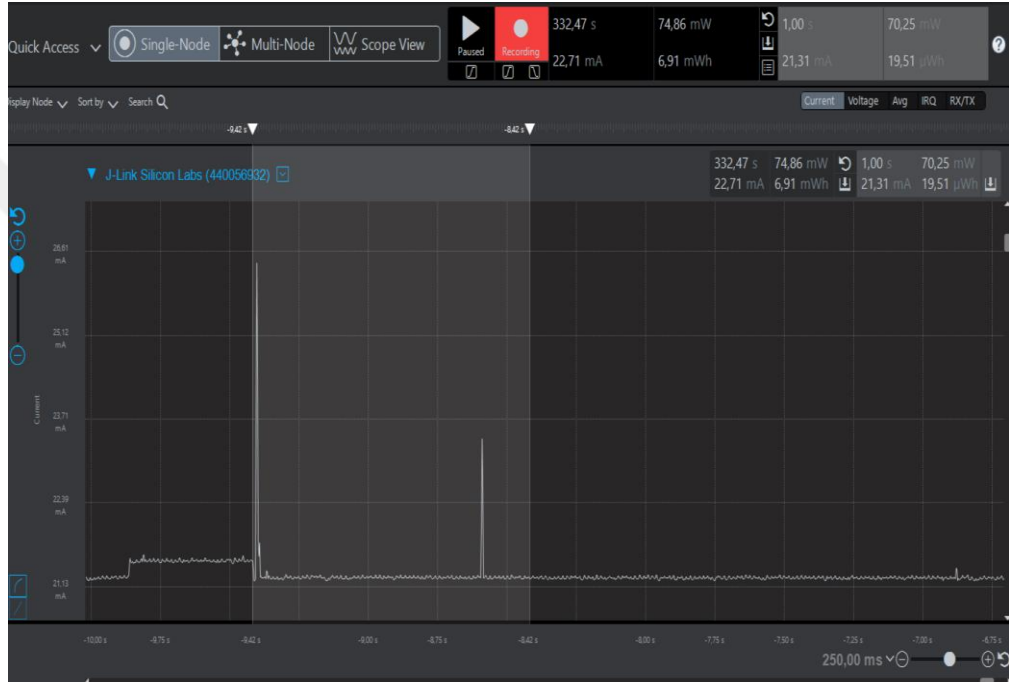 Quick Access Single-Node Multi-Node Scope View
Paused Recording
332,47 s 74,86 mW
22,71 mA 6,91 mWh
1,00 s 70,25 mW
21,31 mA 19,51 µWh
?
Display Node Sort by Search
Current Voltage Avg IRQ RX/TX
-9,42 s -8,42 s
J-Link Silicon Labs (440056932)
332,47 s 74,86 mW 1,00 s 70,25 mW
22,71 mA 6,91 mWh 21,31 mA 19,51 µWh
26,61
mA
25,12
mA
Current
23,71
mA
22,39
mA
21,13
mA
-10,00 s -9,75 s -9,42 s -9,00 s -8,75 s -8,42 s -8,00 s -7,75 s -7,50 s -7,25 s -7,00 s -6,75 s
250,00 ms